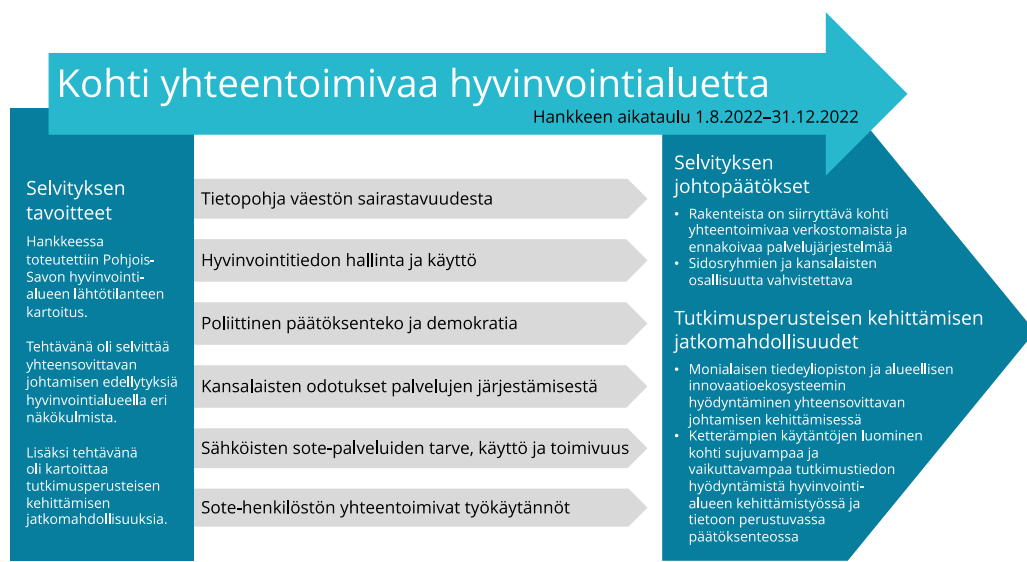 Kohti yhteentoimivaa hyvinvointialuetta
Hankkeen aikataulu 1.8.2022–31.12.2022
Selvityksen
tavoitteet
Hankkeessa
toteutettiin Pohjois-
Savon hyvinvointi-
alueen lähtötilanteen
kartoitus.
Tehtävänä oli selvittää
yhteensovittavan
johtamisen edellytyksiä
hyvinvointialueella eri
näkökulmista.
Lisäksi tehtävänä
oli kartoittaa
tutkimusperusteisen
kehittämisen
jatkomahdollisuuksia.
Tietopohja väestön sairastavuudesta
Hyvinvointitiedon hallinta ja käyttö
Poliittinen päätöksenteko ja demokratia
Kansalaisten odotukset palvelujen järjestämisestä
Sähköisten sote-palveluiden tarve, käyttö ja toimivuus
Sote-henkilöstön yhteentoimivat työkäytännöt
Selvityksen
johtopäätökset
• Rakenteista on siirryttävä kohti
yhteentoimivaa verkostomaista ja
ennakoivaa palvelujärjestelmää
• Sidosryhmien ja kansalaisten
osallisuutta vahvistettava
Tutkimusperusteisen kehittämisen
jatkomahdollisuudet
• Monialaisen tiedeyliopiston ja alueellisen
innovaatioekosysteemin
hyödyntäminen yhteensovittavan
johtamisen kehittämisessä
• Ketterämpien käytäntöjen luominen
kohti sujuvampaa ja
vaikuttavampaa tutkimustiedon
hyödyntämistä hyvinvointi-
alueen kehittämistyössä ja
tietoon perustuvassa
päätöksenteossa